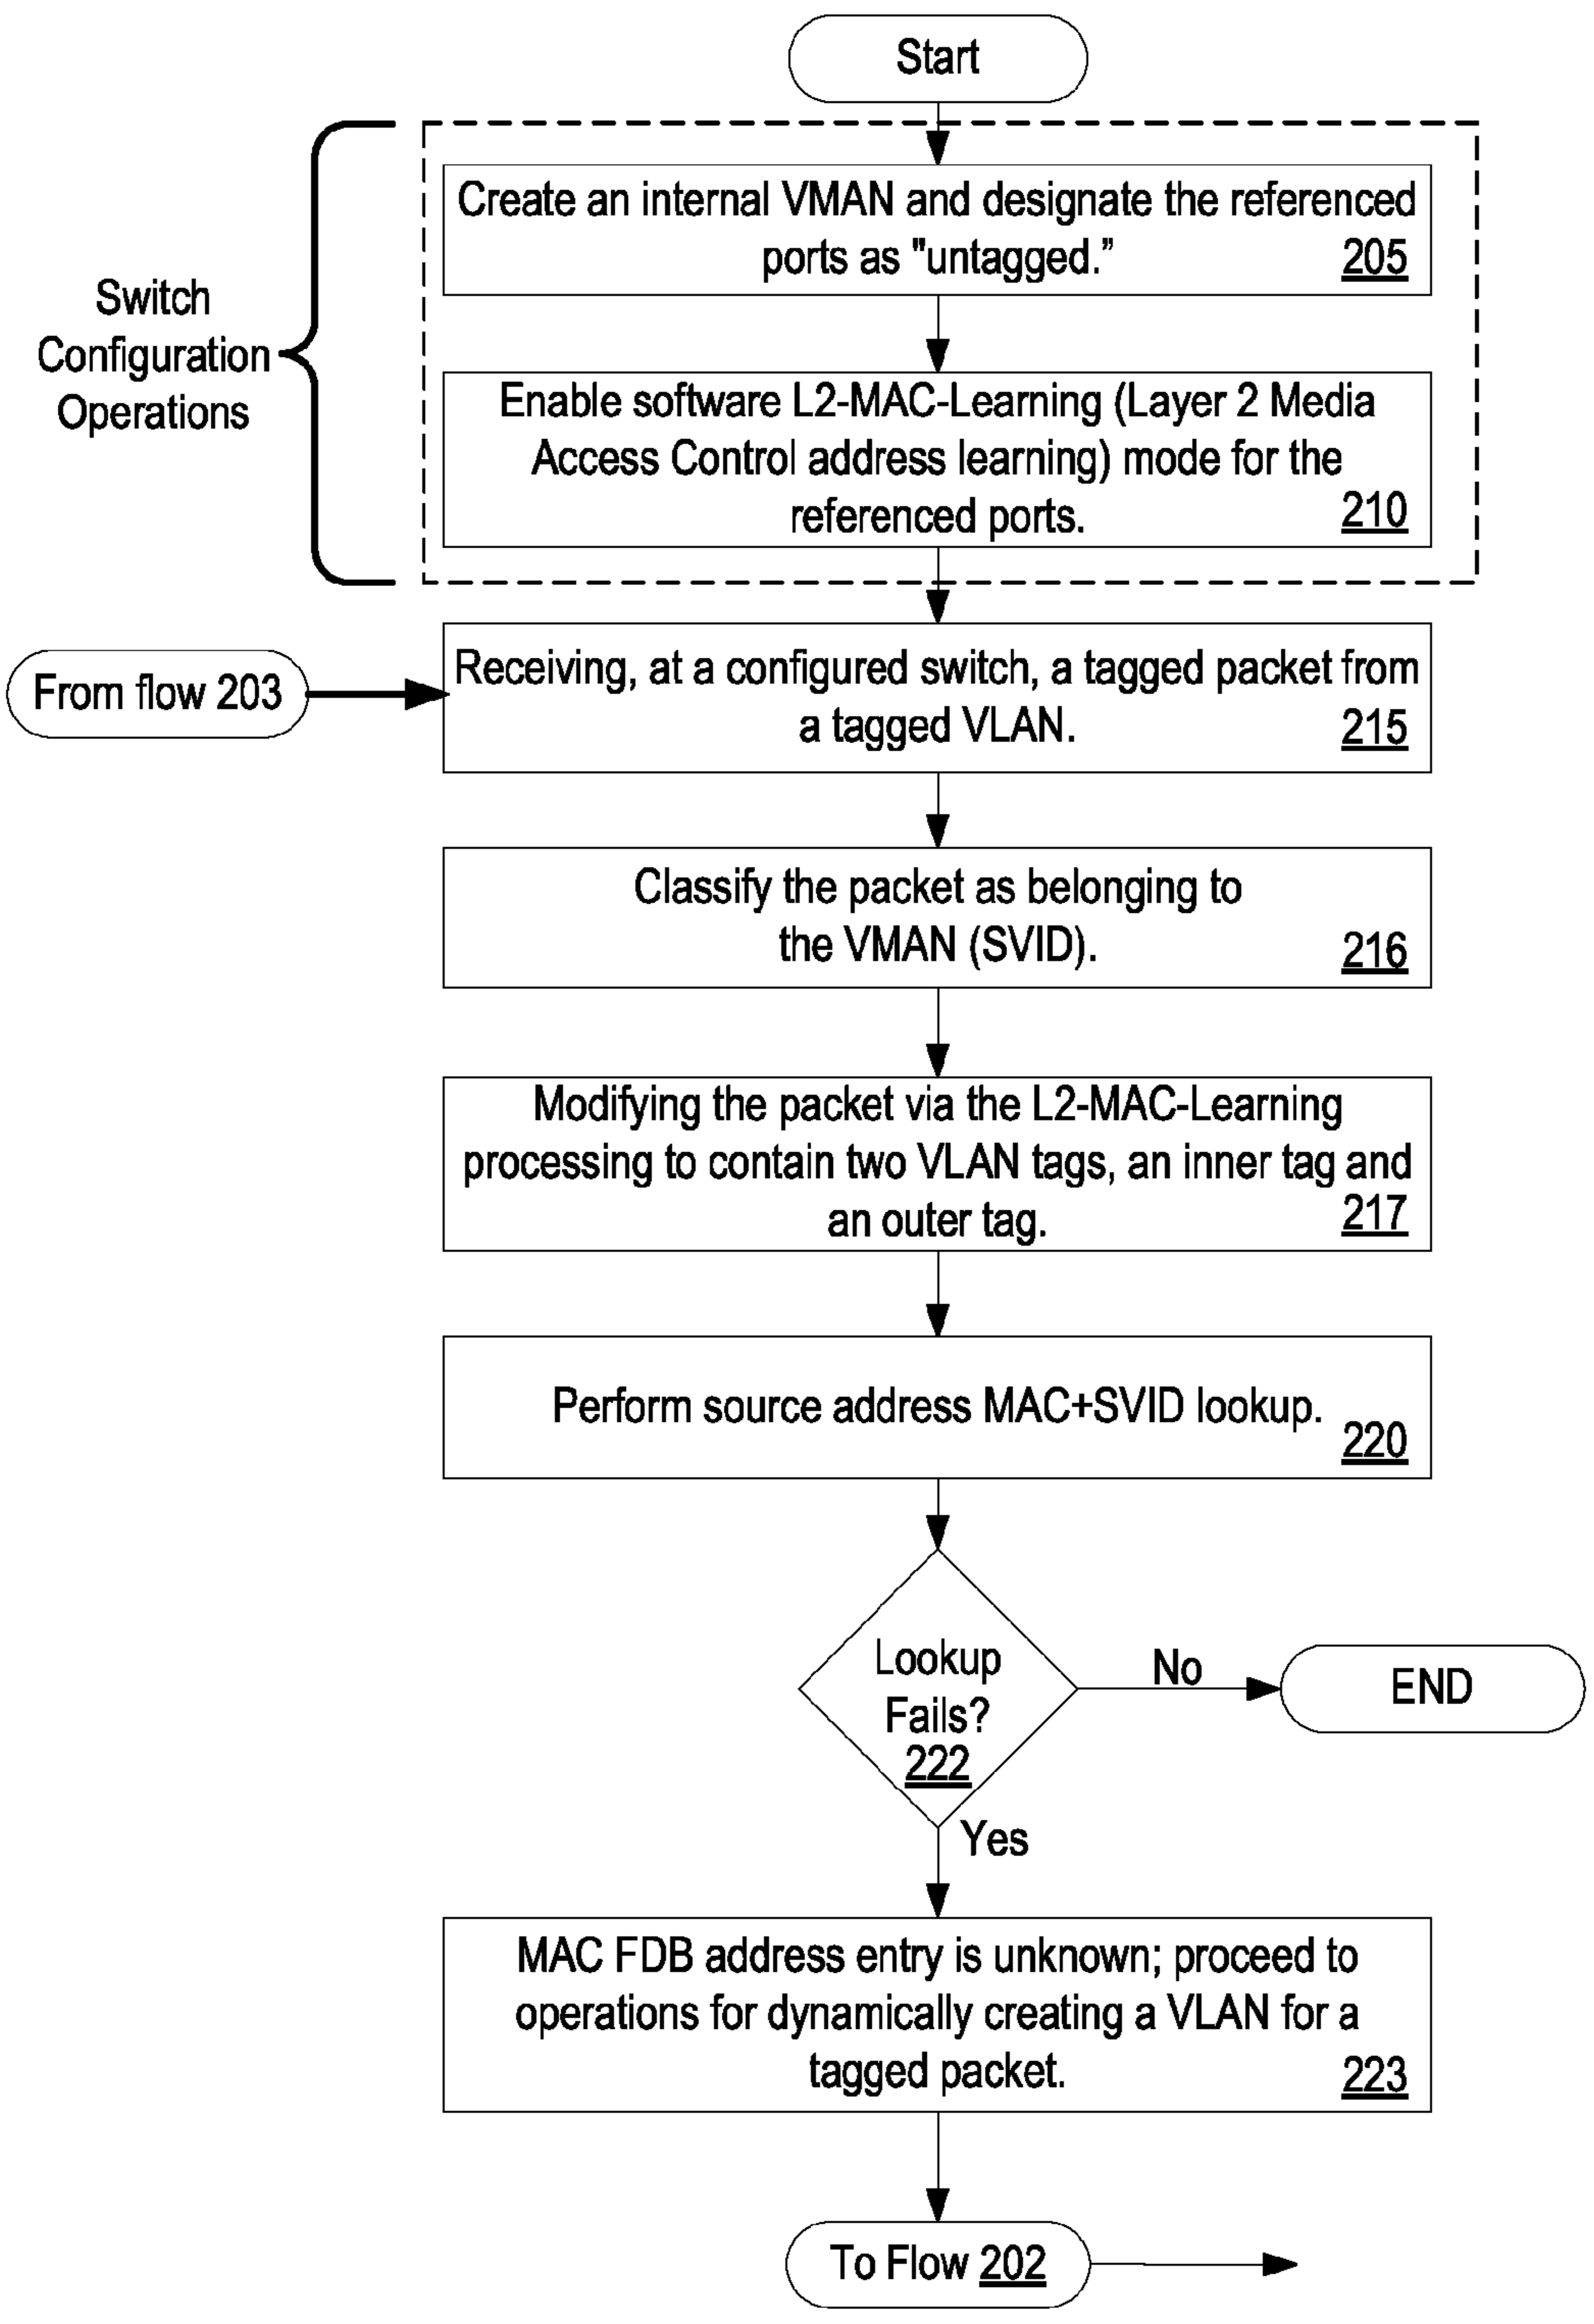 Start
Create an internal VMAN and designate the referenced
ports as "untagged.”
205
Switch
Configuration
Operations
Enable software L2-MAC-Learning (Layer 2 Media
Access Control address learning) mode for the
referenced ports.
210
From flow 203
Receiving, at a configured switch, a tagged packet from
a tagged VLAN.
215
Classify the packet as belonging to
the VMAN (SVID).
216
Modifying the packet via the L2-MAC-Learning
processing to contain two VLAN tags, an inner tag and
an outer tag.
217
Perform source address MAC+SVID lookup.
220
Lookup
Fails?
222
No
END
Yes
MAC FDB address entry is unknown; proceed to
operations for dynamically creating a VLAN for a
tagged packet.
223
To Flow 202